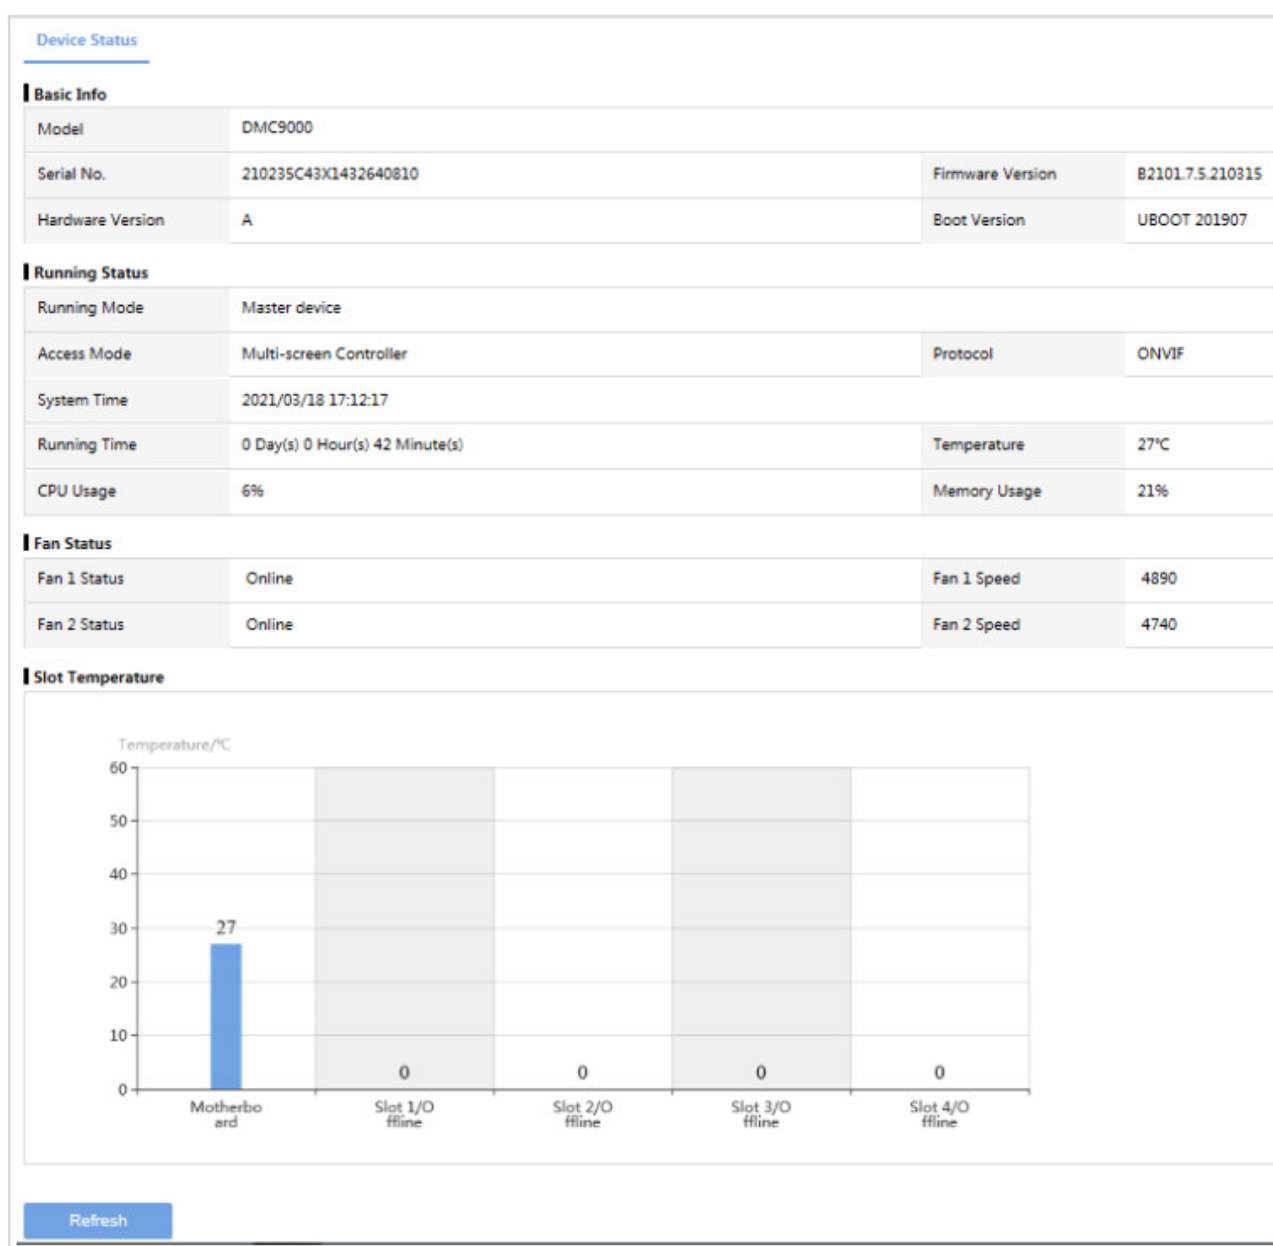 Device Status
Basic Info
Model DMC9000
Serial No. 210235C43X1432640810 Firmware Version B2101.7.5.210315
Hardware Version A Boot Version UBOOT 201907
Running Status
Running Mode Master device
Access Mode Multi-screen Controller Protocol ONVIF
System Time 2021/03/18 17:12:17
Running Time 0 Day(s) 0 Hour(s) 42 Minute(s) Temperature 27℃
CPU Usage 6% Memory Usage 21%
Fan Status
Fan 1 Status Online Fan 1 Speed 4890
Fan 2 Status Online Fan 2 Speed 4740
Slot Temperature
Temperature/℃
60
50
40
30 27
20
10
0 0 0 0 0
Motherbo Slot 1/O Slot 2/O Slot 3/O Slot 4/O
ard ffline ffline ffline ffline
Refresh